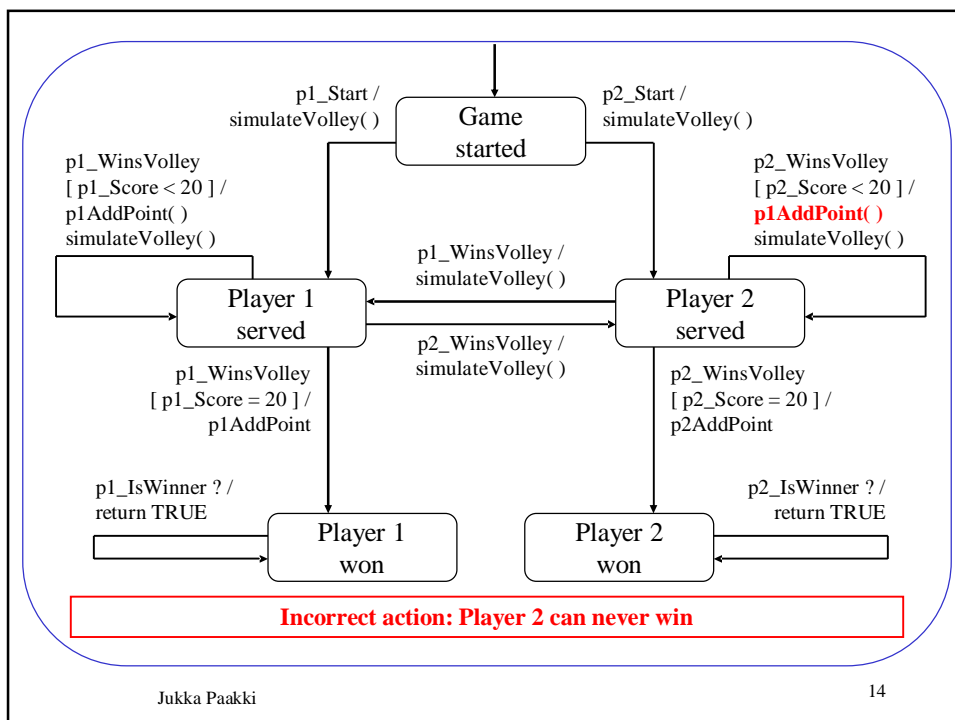 p1_Start /
simulateVolley( )
Game
started
p2_Start /
simulateVolley( )
p1_WinsVolley
[ p1_Score < 20 ] /
p1AddPoint( )
simulateVolley( )
p2_WinsVolley
[ p2_Score < 20 ] /
p1AddPoint( )
simulateVolley( )
p1_WinsVolley /
simulateVolley( )
Player 1
served
Player 2
served
p2_WinsVolley /
simulateVolley( )
p1_WinsVolley
[ p1_Score = 20 ] /
p1AddPoint
p2_WinsVolley
[ p2_Score = 20 ] /
p2AddPoint
p1_IsWinner ? /
return TRUE
p2_IsWinner ? /
return TRUE
Player 1
won
Player 2
won
Incorrect action: Player 2 can never win
Jukka Paakki
14